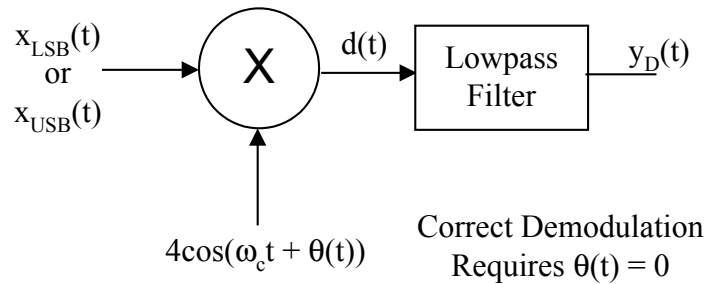 x_LSB(t)
or
x_USB(t)
X
d(t)
Lowpass
Filter
y_D(t)
4cos(ω_c t + θ(t))
Correct Demodulation
Requires θ(t) = 0